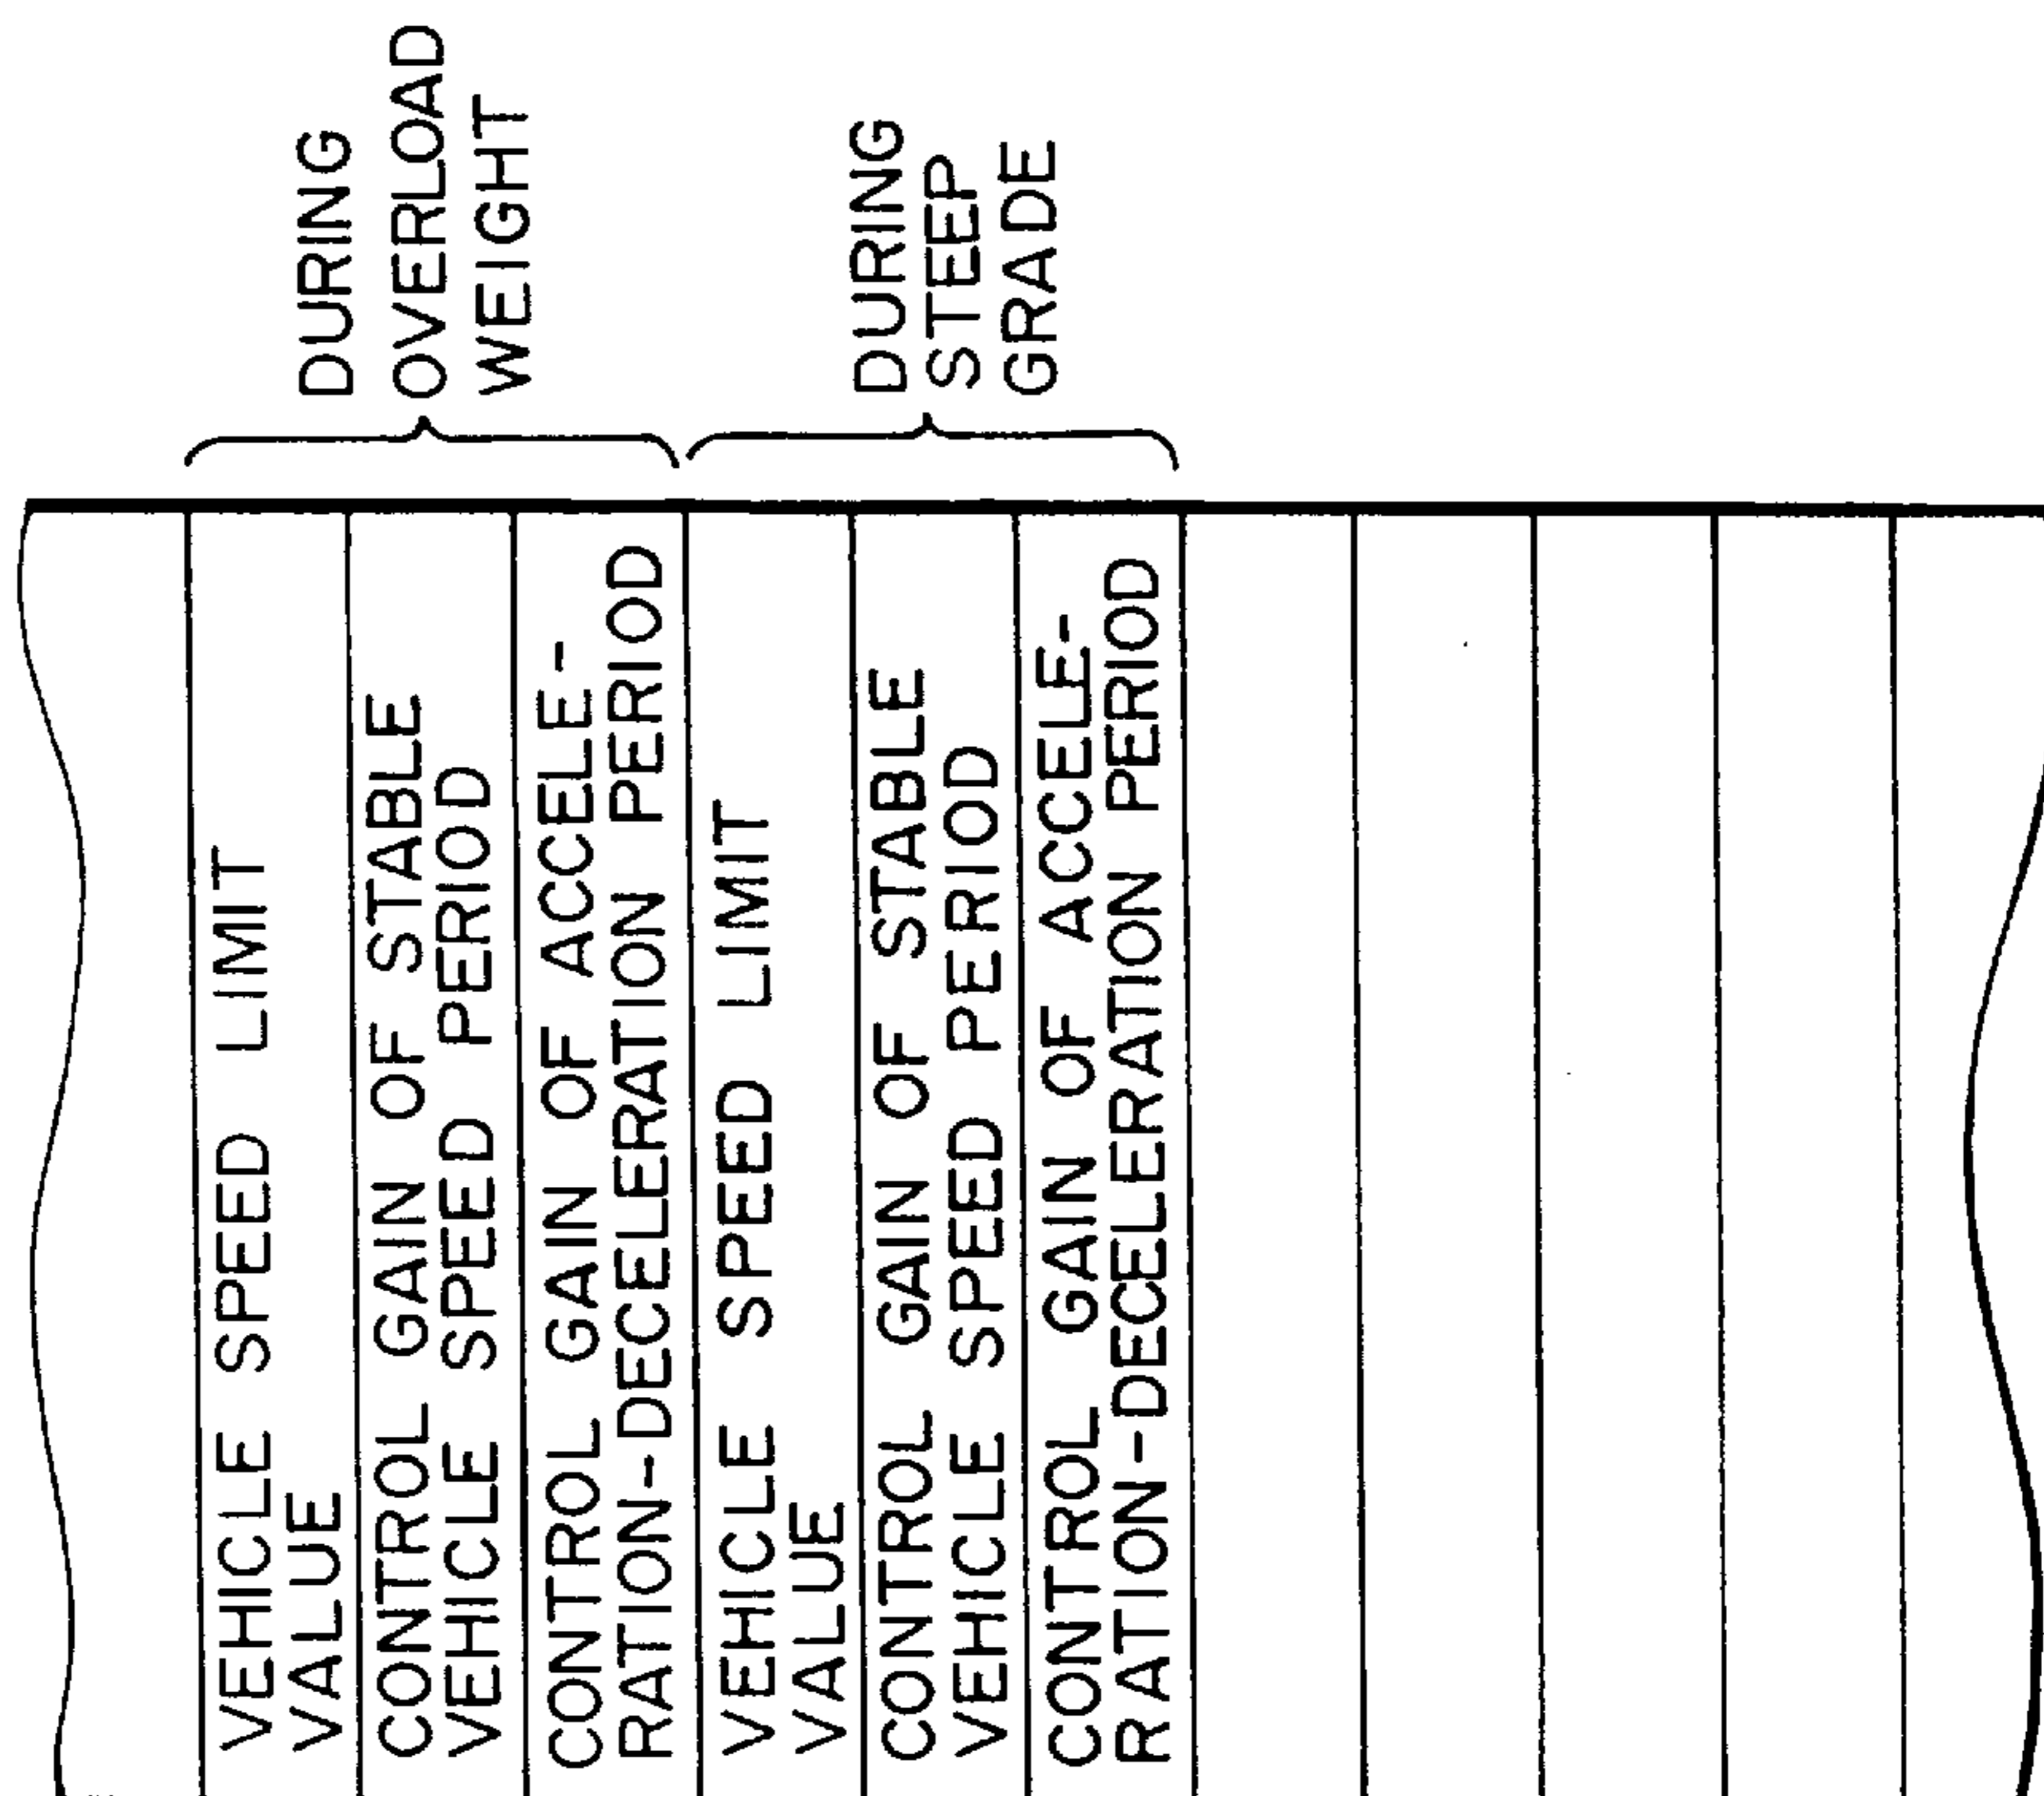 VEHICLE SPEED LIMIT
VALUE
CONTROL GAIN OF STABLE
VEHICLE SPEED PERIOD
CONTROL GAIN OF ACCELE-
RATION-DECELERATION PERIOD
DURING
OVERLOAD
WEIGHT
VEHICLE SPEED LIMIT
VALUE
CONTROL GAIN OF STABLE
VEHICLE SPEED PERIOD
CONTROL GAIN OF ACCELE-
RATION-DECELERATION PERIOD
DURING
STEEP
GRADE